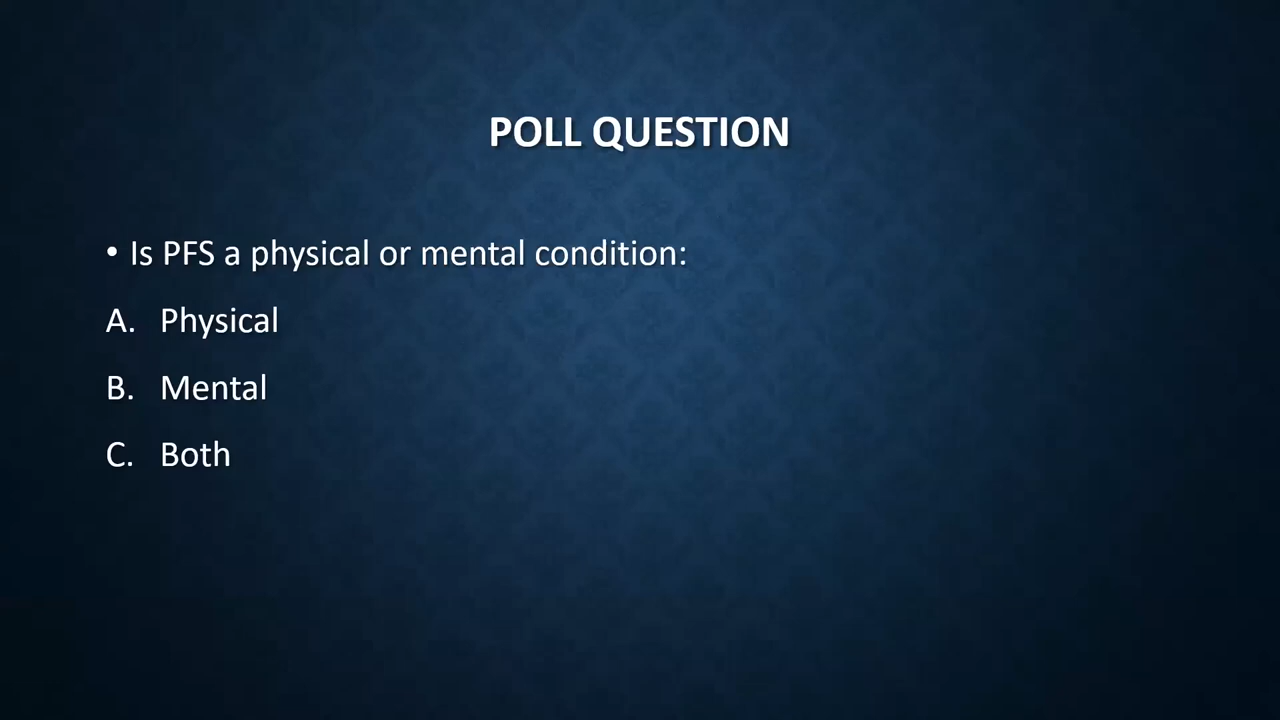 POLL QUESTION
• Is PFS a physical or mental condition:
A. Physical
B. Mental
C. Both